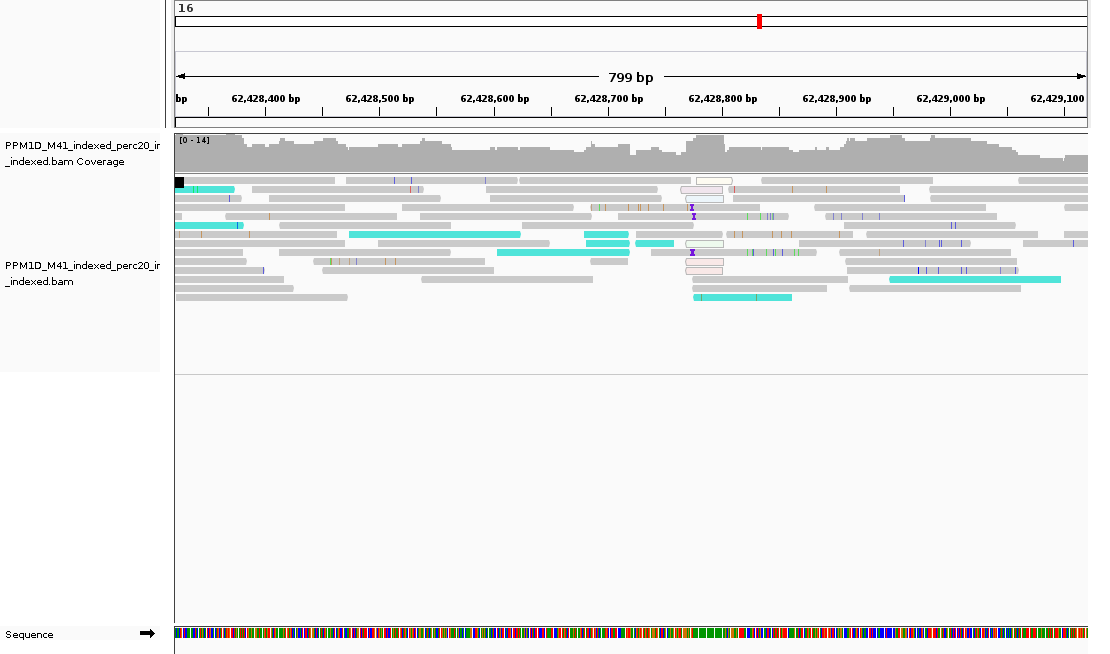 16
799 bp
bp 62,428,400 bp 62,428,500 bp 62,428,600 bp 62,428,700 bp 62,428,800 bp 62,428,900 bp 62,429,000 bp 62,429,100
PPM1D_M41_indexed_perc20_ir
_indexed.bam Coverage
[0 - 14]
PPM1D_M41_indexed_perc20_ir
_indexed.bam
Sequence